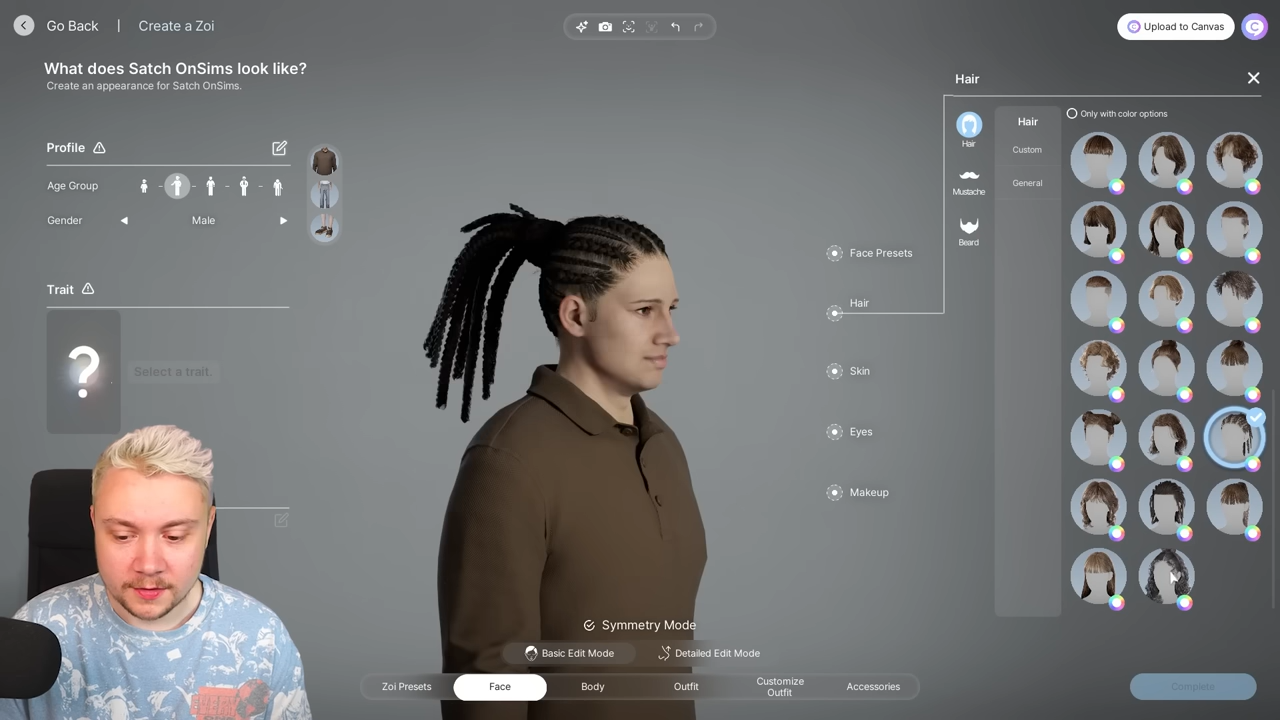 Go Back | Create a Zoi
Upload to Canvas
What does Satch OnSims look like?
Create an appearance for Satch OnSims.
Profile
Age Group
Gender
Male
Trait
Select a trait.
Face Presets
Hair
Skin
Eyes
Makeup
Hair
Hair
Mustache
Beard
Hair
Custom
General
Only with color options
Symmetry Mode
Basic Edit Mode
Detailed Edit Mode
Zoi Presets
Face
Body
Outfit
Customize
Outfit
Accessories
Complete